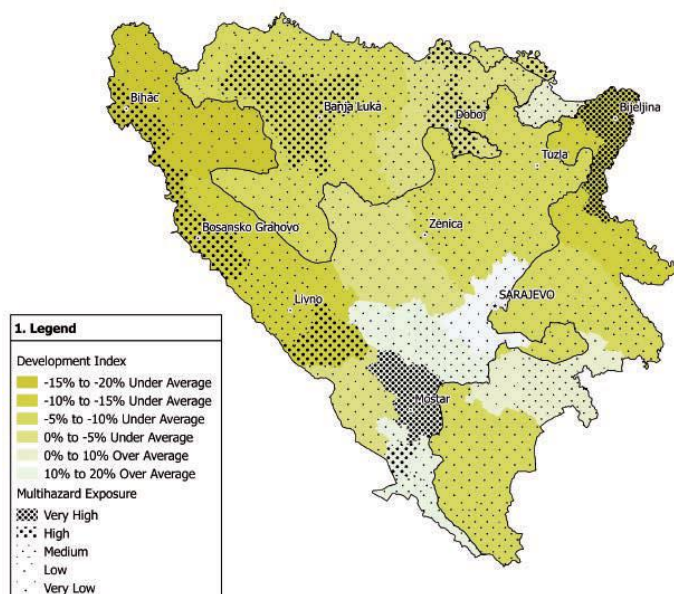 Bihać
Banja Luka
Doboj
Bijeljina
Tuzla
Bosansko Grahovo
Zenica
SARAJEVO
Livno
Mostar
1. Legend
Development Index
-15% to -20% Under Average
-10% to -15% Under Average
-5% to -10% Under Average
0% to -5% Under Average
0% to 10% Over Average
10% to 20% Over Average
Multihazard Exposure
Very High
High
Medium
Low
Very Low